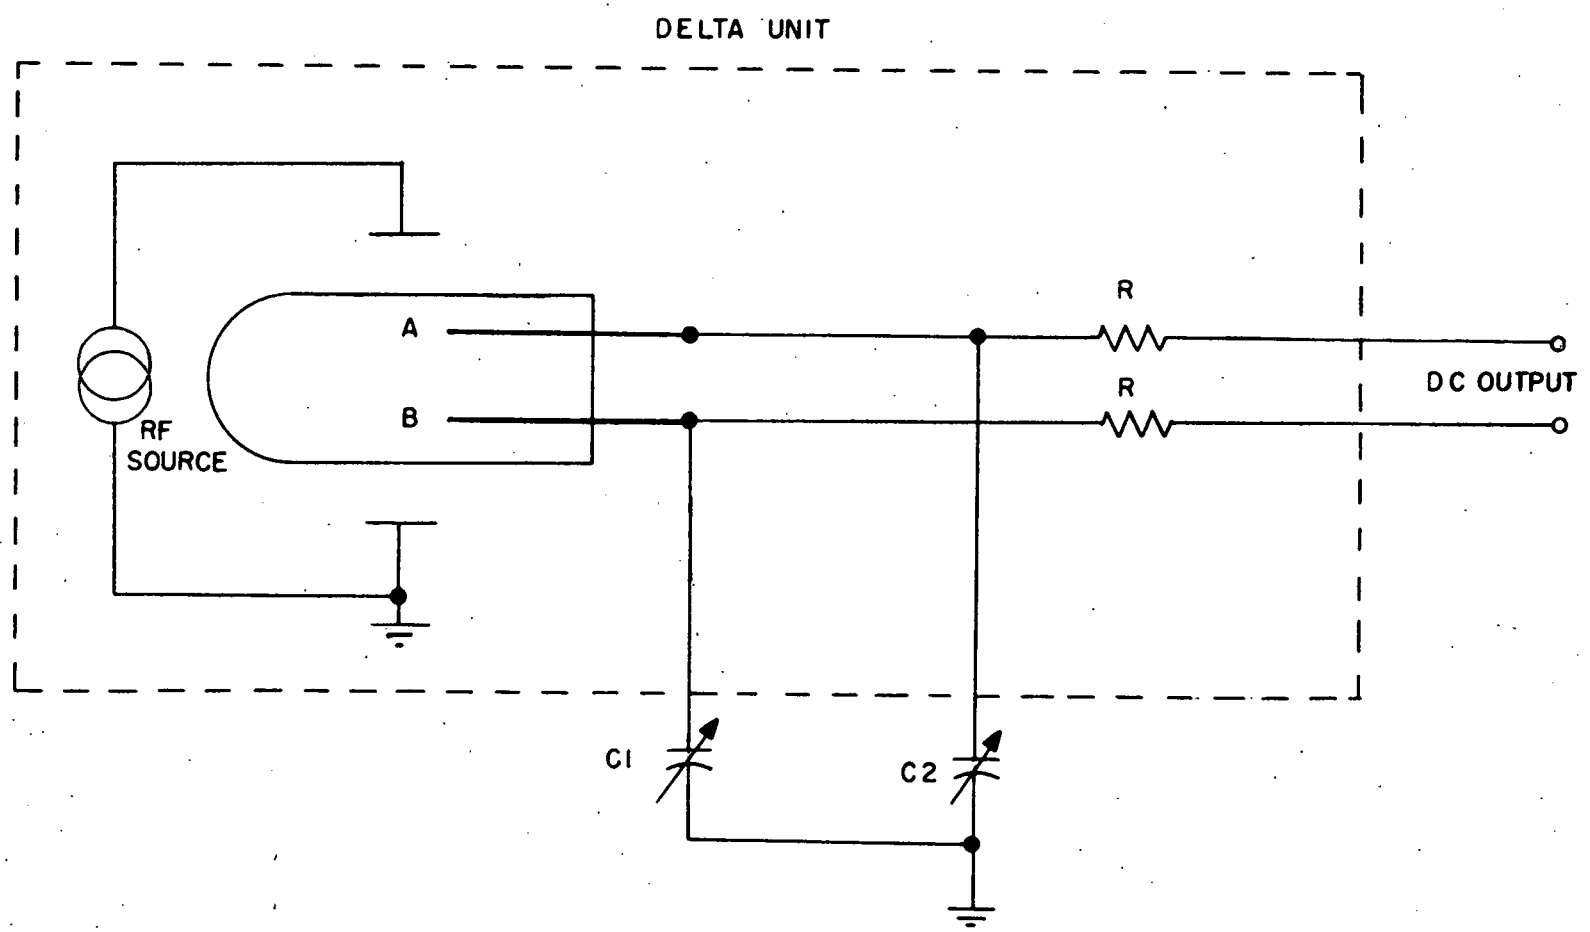 DELTA UNIT
R
A
R
DC OUTPUT
B
RF
SOURCE
C1
C2